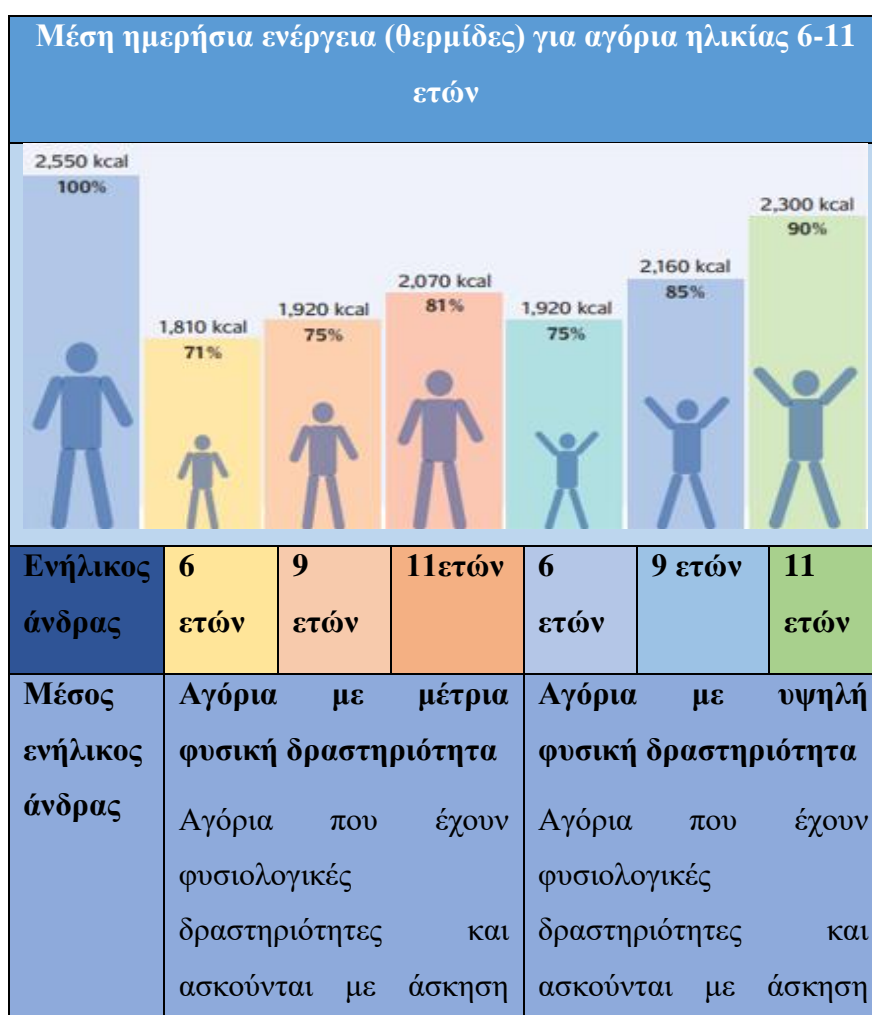 Μέση ημερήσια ενέργεια (θερμίδες) για αγόρια ηλικίας 6-11
ετών
2,550 kcal
100%
1,810 kcal
71%
1,920 kcal
75%
2,070 kcal
81%
1,920 kcal
75%
2,160 kcal
85%
2,300 kcal
90%
Ενήλικος
άνδρας
6
ετών
9
ετών
11ετών
6
ετών
9 ετών
11
ετών
Μέσος
ενήλικος
άνδρας
Αγόρια με μέτρια
φυσική δραστηριότητα
Αγόρια που έχουν
φυσιολογικές
δραστηριότητες και
ασκούνται με άσκηση
Αγόρια με υψηλή
φυσική δραστηριότητα
Αγόρια που έχουν
φυσιολογικές
δραστηριότητες και
ασκούνται με άσκηση